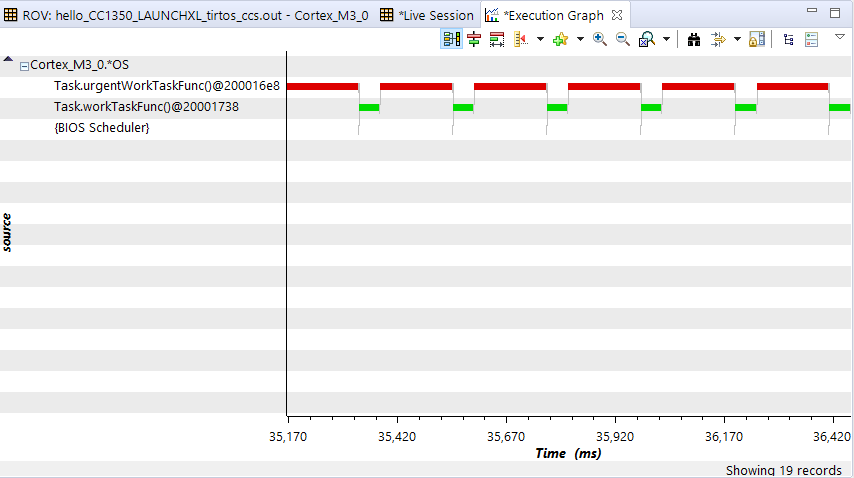 ROV: hello_CC1350_LAUNCHXL_tirtos_ccs.out - Cortex_M3_0 *Live Session *Execution Graph
Cortex_M3_0.*OS
Task.urgentWorkTaskFunc()@200016e8
Task.workTaskFunc()@20001738
{BIOS Scheduler}
source
35,170 35,420 35,670 35,920 36,170 36,420
Time (ms)
Showing 19 records